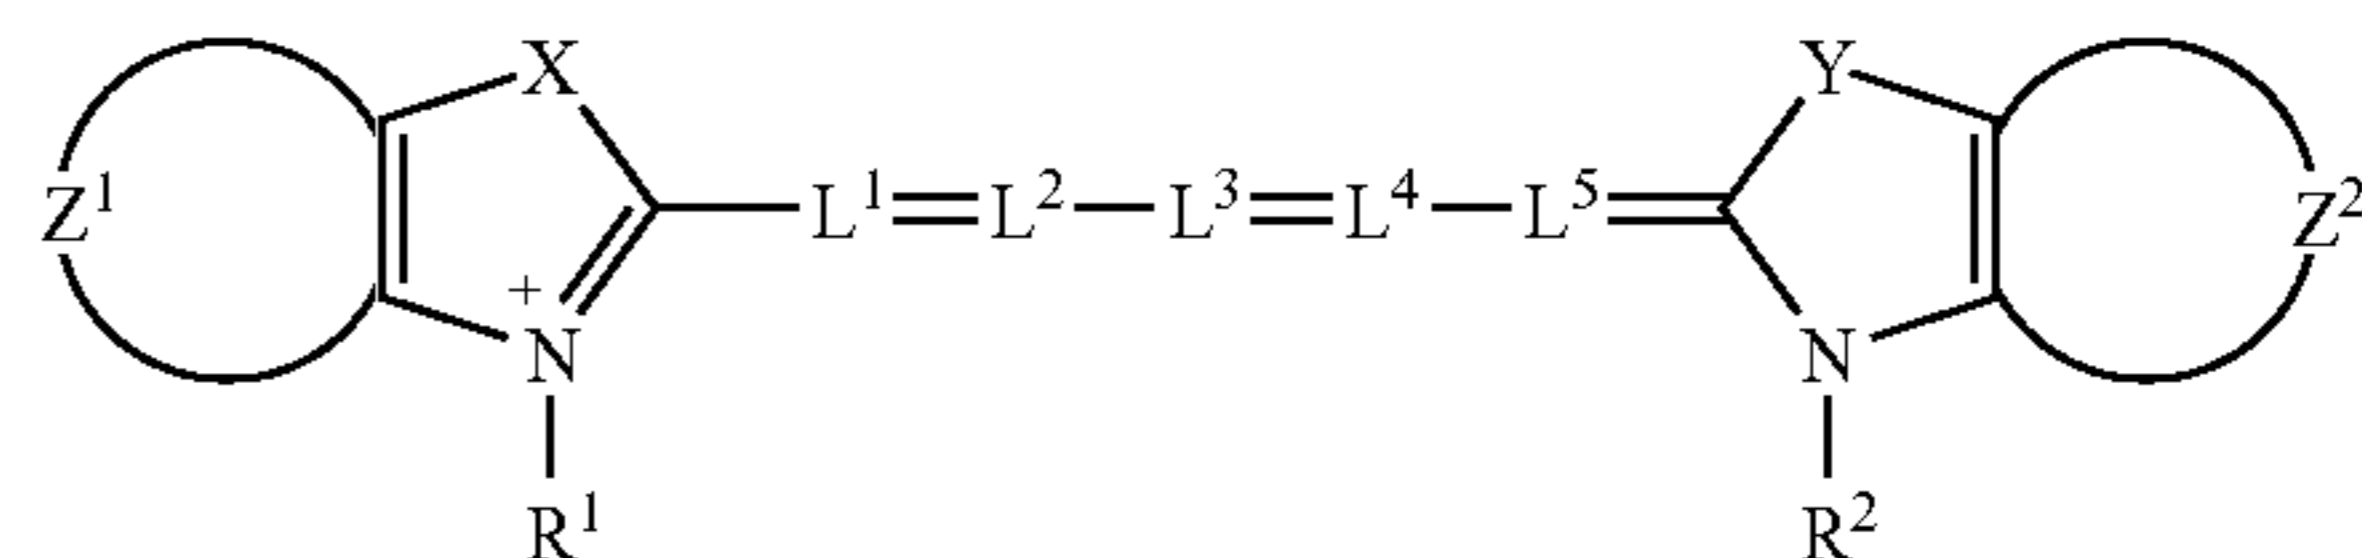 X Y
Z¹ L¹=L²—L³=L⁴—L⁵= Z²
+
N N
R¹ R²